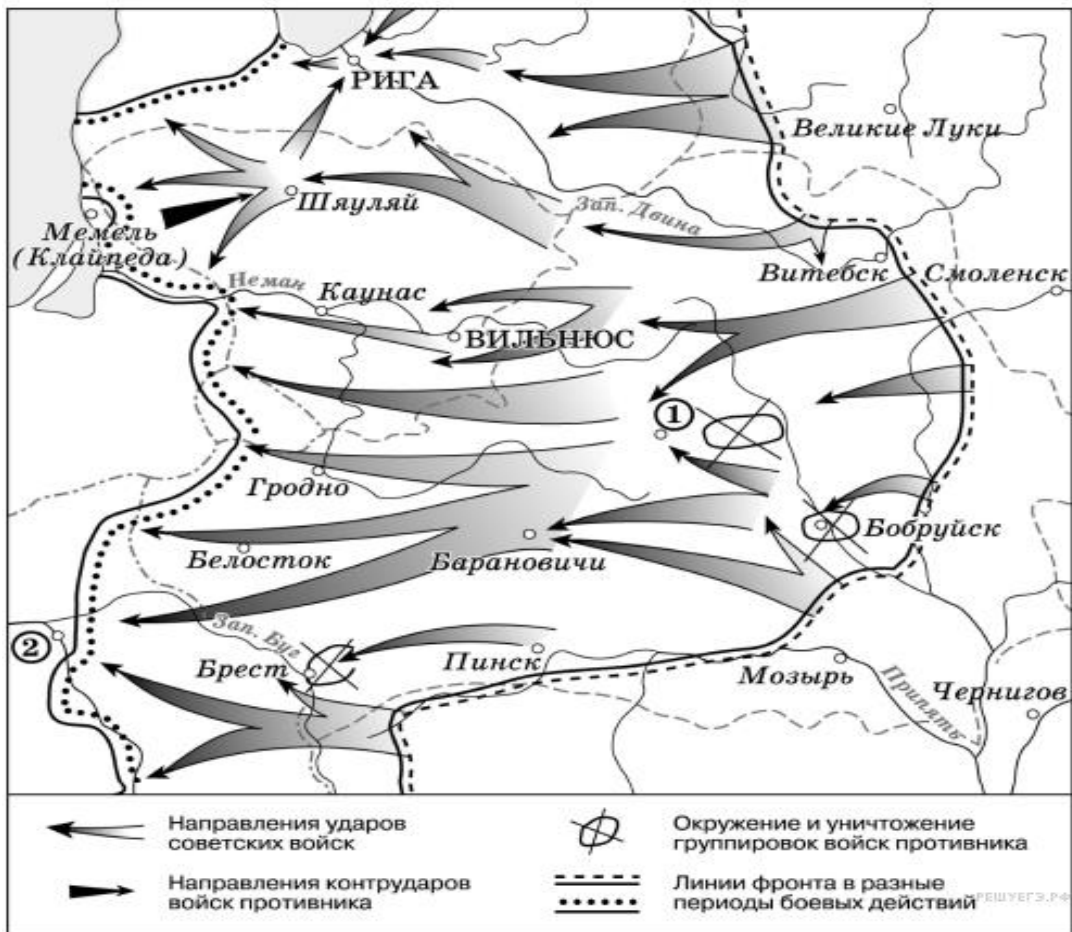 РИГА
Великие Луки
Шяуляй
Зап. Двина
Мемель
(Клайпеда)
Витебск
Смоленск
Неман
Каунас
ВИЛЬНЮС
1
Гродно
Бобруйск
Белосток
Барановичи
2
Зап. Буг
Брест
Пинск
Мозырь
Припять
Чернигов
Направления ударов
советских войск
Окружение и уничтожение
группировок войск противника
Направления контрударов
войск противника
Линии фронта в разные
периоды боевых действий
РЕШУЕГЭ.РФ